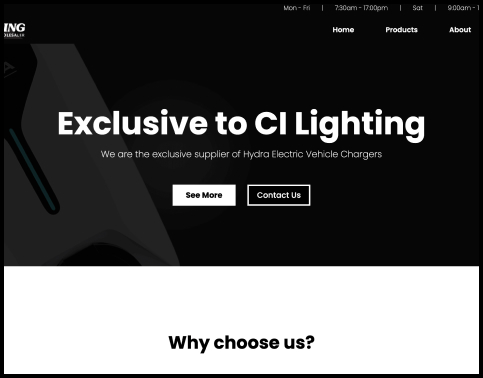 Mon - Fri | 7:30am - 17:00pm | Sat | 9:00am - 1
ING
Home Products About
Exclusive to CI Lighting
We are the exclusive supplier of Hydra Electric Vehicle Chargers
See More Contact Us
Why choose us?